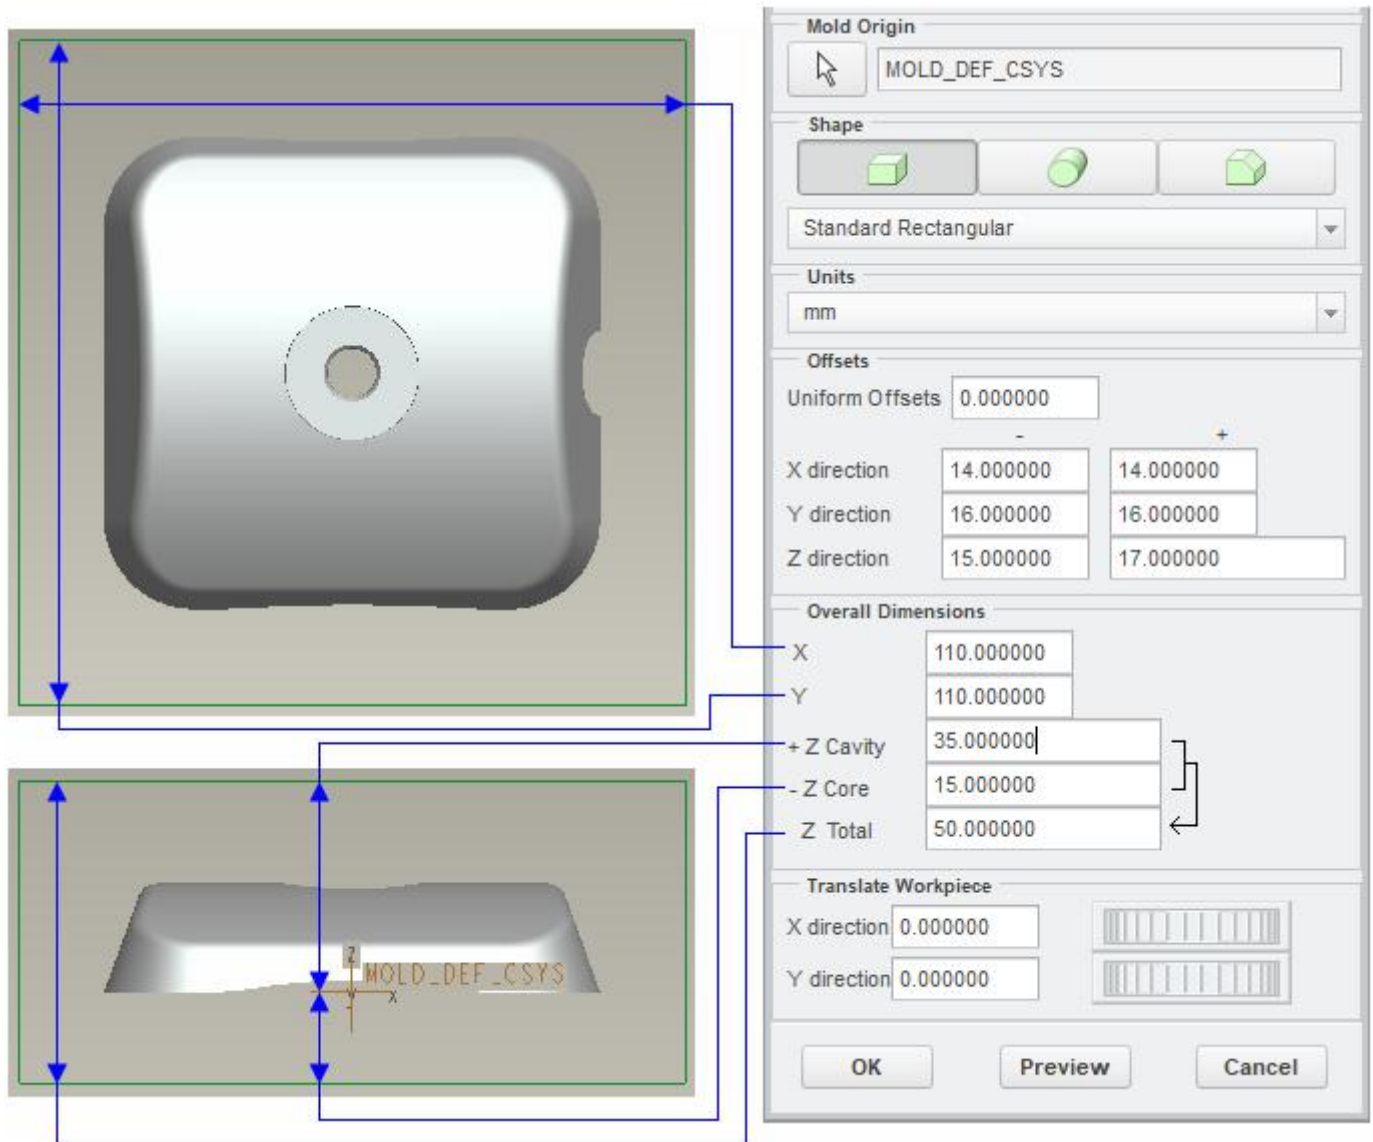 Mold Origin
MOLD_DEF_CSYS
Shape
Standard Rectangular
Units
mm
Offsets
Uniform Offsets 0.000000
- +
X direction 14.000000 14.000000
Y direction 16.000000 16.000000
Z direction 15.000000 17.000000
Overall Dimensions
X 110.000000
Y 110.000000
+ Z Cavity 35.000000
- Z Core 15.000000
Z Total 50.000000
Translate Workpiece
X direction 0.000000
Y direction 0.000000
OK Preview Cancel
Z
MOLD_DEF_CSYS
Y X